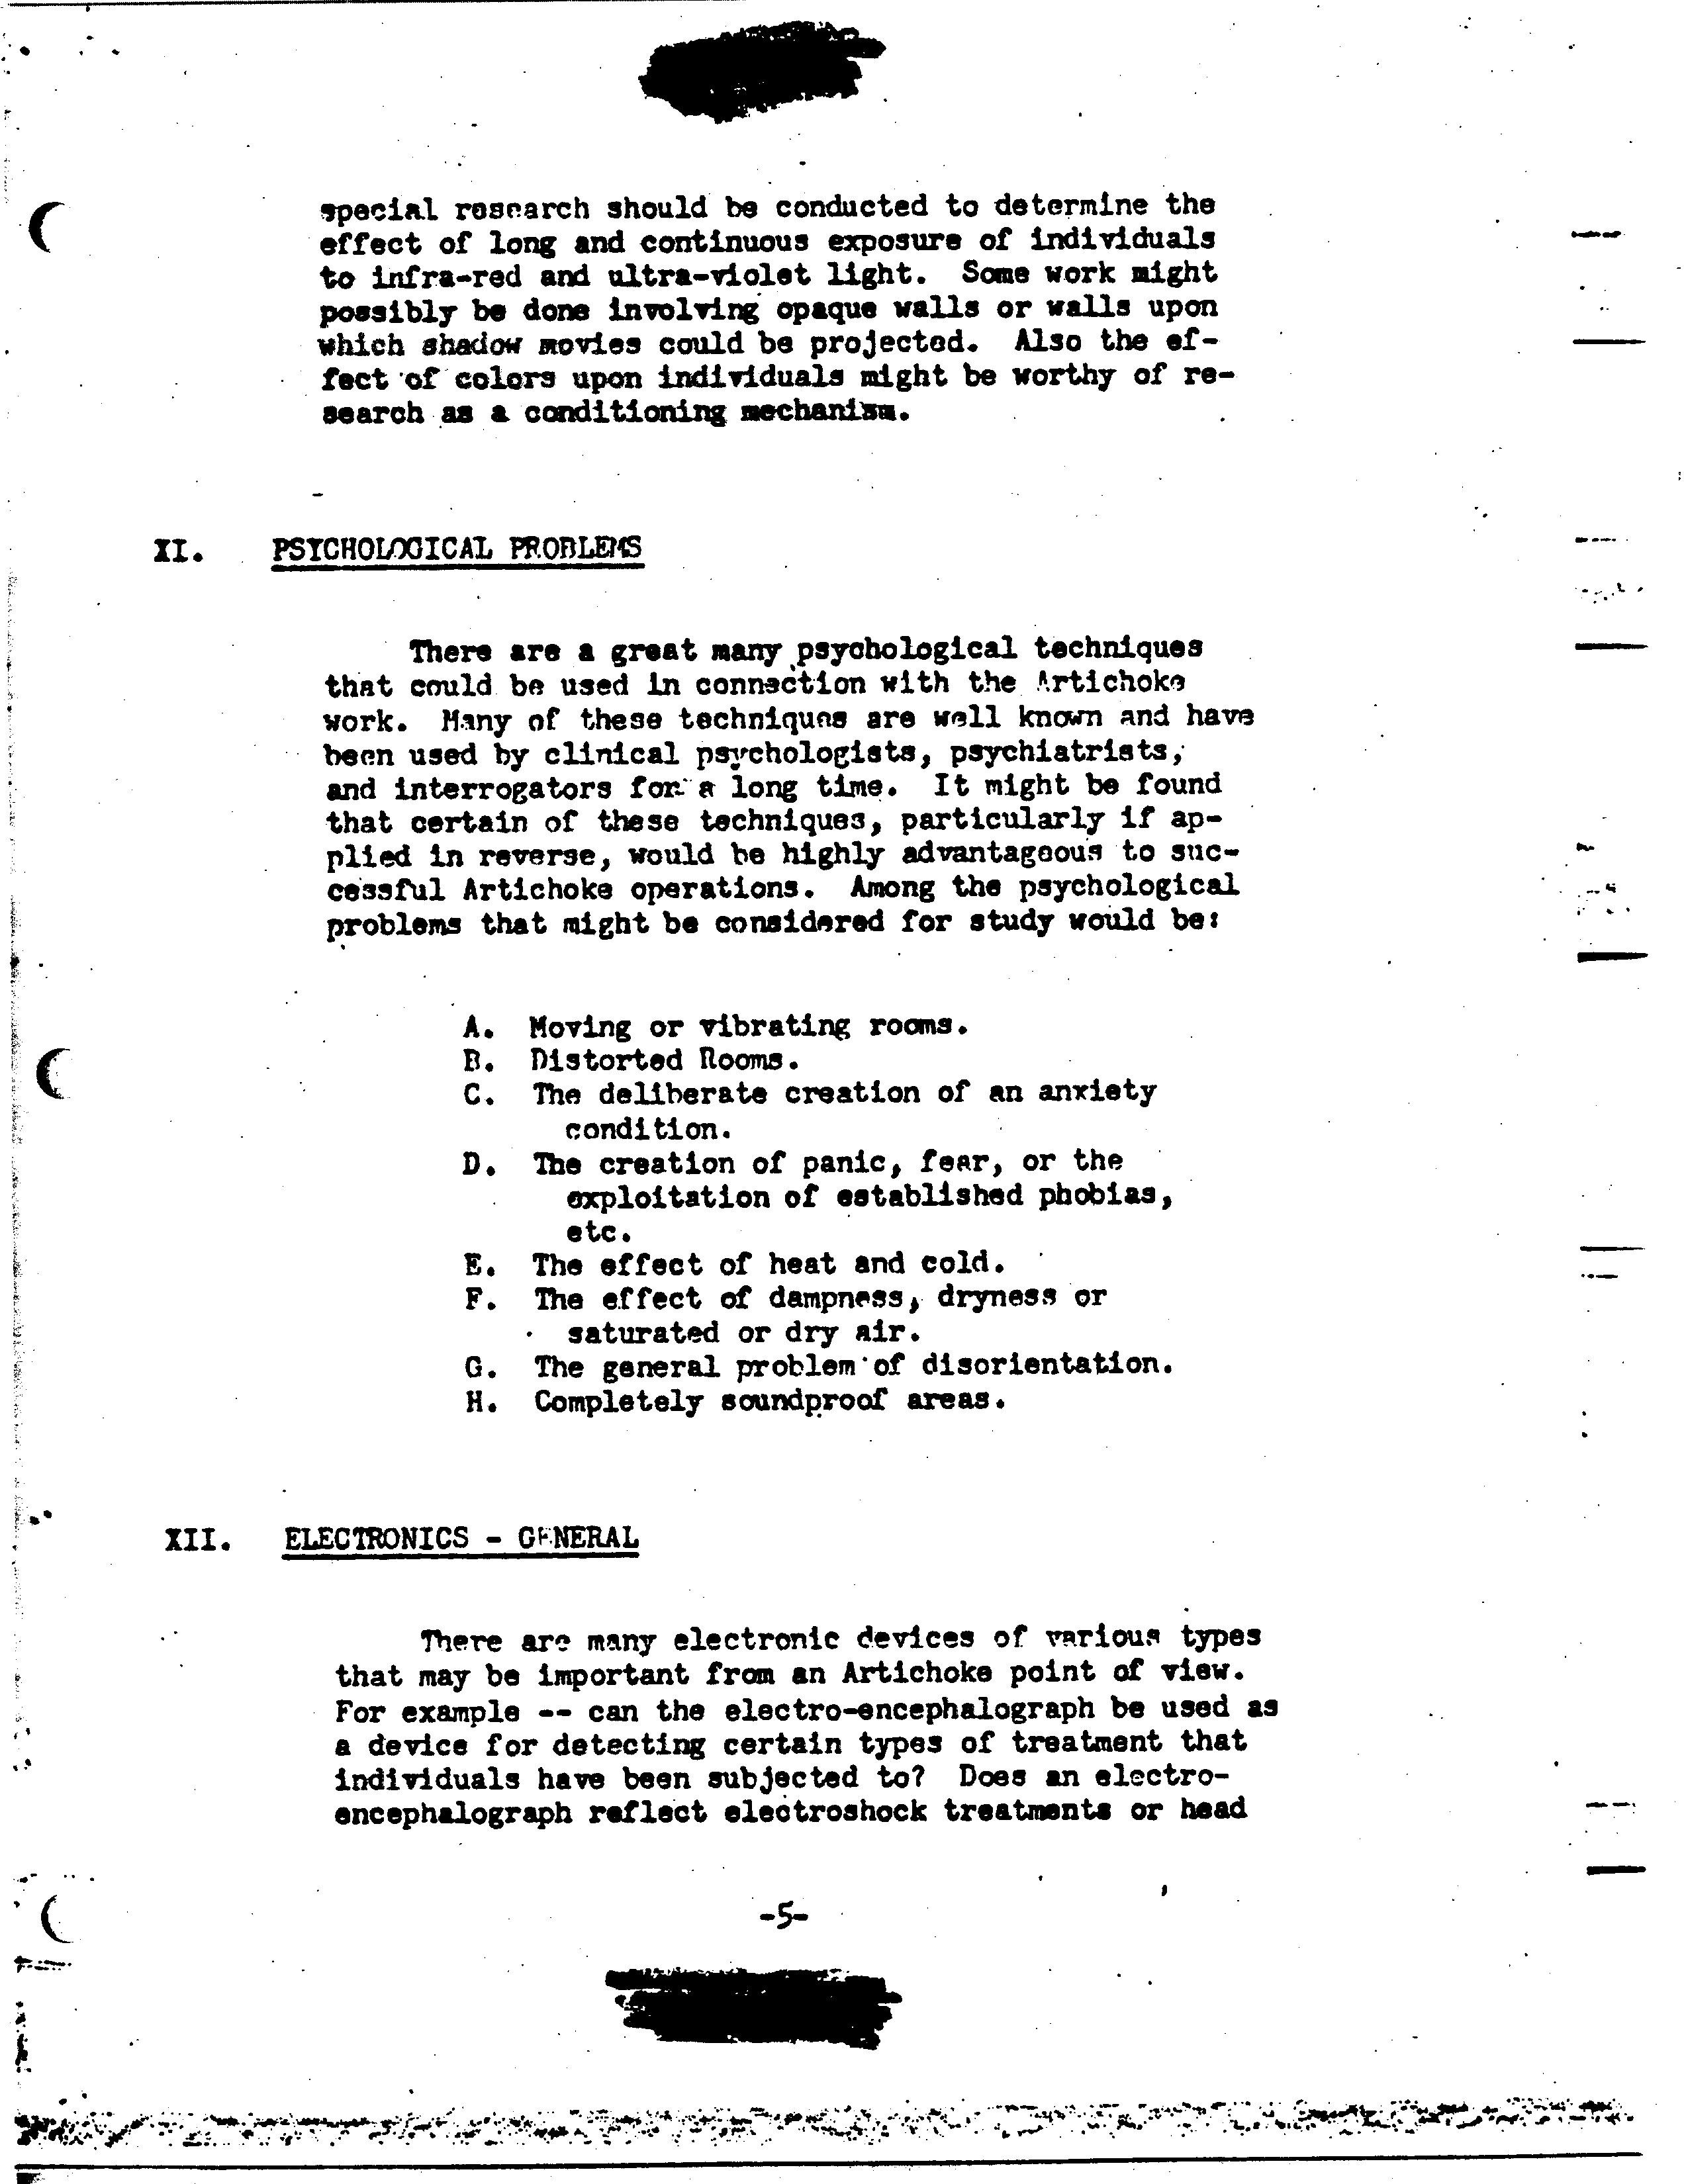 special research should be conducted to determine the
effect of long and continuous exposure of individuals
to infra-red and ultra-violet light. Some work might
possibly be done involving opaque walls or walls upon
which shadow movies could be projected. Also the ef-
fect of colors upon individuals might be worthy of re-
search as a conditioning mechanism.
XI. PSYCHOLOGICAL PROBLEMS
There are a great many psychological techniques
that could be used in connection with the Artichoke
work. Many of these techniques are well known and have
been used by clinical psychologists, psychiatrists,
and interrogators for a long time. It might be found
that certain of these techniques, particularly if ap-
plied in reverse, would be highly advantageous to suc-
cessful Artichoke operations. Among the psychological
problems that might be considered for study would be:
A. Moving or vibrating rooms.
B. Distorted Rooms.
C. The deliberate creation of an anxiety
condition.
D. The creation of panic, fear, or the
exploitation of established phobias,
etc.
E. The effect of heat and cold.
F. The effect of dampness, dryness or
saturated or dry air.
G. The general problem of disorientation.
H. Completely soundproof areas.
XII. ELECTRONICS - GENERAL
There are many electronic devices of various types
that may be important from an Artichoke point of view.
For example -- can the electro-encephalograph be used as
a device for detecting certain types of treatment that
individuals have been subjected to? Does an electro-
encephalograph reflect electroshock treatments or head
-5-